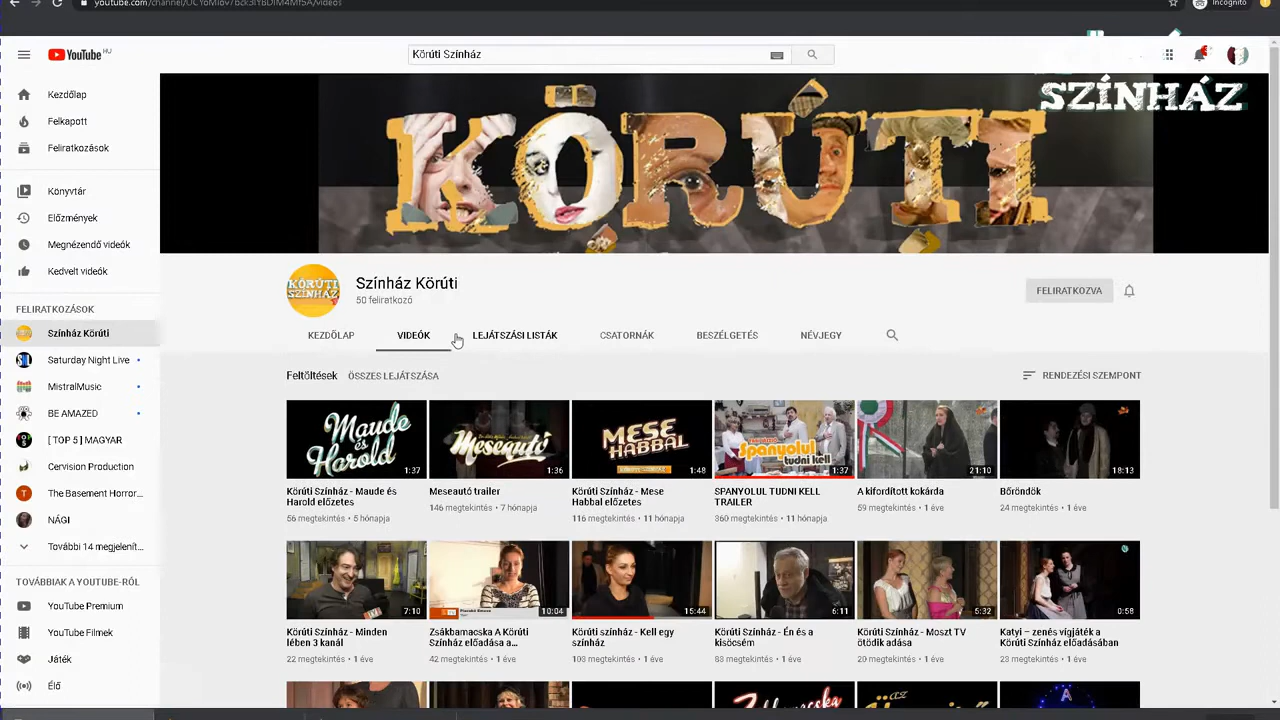 youtube.com/channel/
Incognito
YouTube HU
Körúti Színház
SZÍNHÁZ
KÖRÚTI
Kezdőlap
Felkapott
Feliratkozások
Könyvtár
Előzmények
Megnézendő videók
Kedvelt videók
FELIRATKOZÁSOK
Színház Körúti
Saturday Night Live
MistralMusic
BE AMAZED
[ TOP 5 ] MAGYAR
Cervision Production
The Basement Horror...
NÁGI
További 14 megjelenít...
TOVÁBBIAK A YOUTUBE-RÓL
YouTube Premium
YouTube Filmek
Játék
Élő
KÖRÚTI
SZÍNHÁZ
Színház Körúti
50 feliratkozó
FELIRATKOZVA
KEZDŐLAP VIDEÓK LEJÁTSZÁSI LISTÁK CSATORNÁK BESZÉLGETÉS NÉVJEGY
Feltöltések ÖSSZES LEJÁTSZÁSA
RENDEZÉSI SZEMPONT
Maude
és
Harold
1:37
Körúti Színház - Maude és
Harold előzetes
56 megtekintés • 5 hónapja
Meseautó
1:36
Meseautó trailer
146 megtekintés • 7 hónapja
MESE
HABBAL
1:48
Körúti Színház - Mese
Habbal előzetes
116 megtekintés • 11 hónapja
Spanyolul
tudni kell
1:37
SPANYOLUL TUDNI KELL
TRAILER
360 megtekintés • 11 hónapja
21:10
A kifordított kokárda
59 megtekintés • 1 éve
18:13
Bőröndök
24 megtekintés • 1 éve
7:10
Körúti Színház - Minden
lében 3 kanál
22 megtekintés • 1 éve
10:04
Zsákbamacska A Körúti
Színház előadása a...
42 megtekintés • 1 éve
15:44
Körúti színház - Kell egy
színház
103 megtekintés • 1 éve
6:11
Körúti Színház - Én és a
kisöcsém
83 megtekintés • 1 éve
5:32
Körúti Színház - Moszt TV
ötödik adása
20 megtekintés • 1 éve
0:58
Katyi – zenés vígjáték a
Körúti Színház előadásában
23 megtekintés • 1 éve
Zsákbamacska
az
A